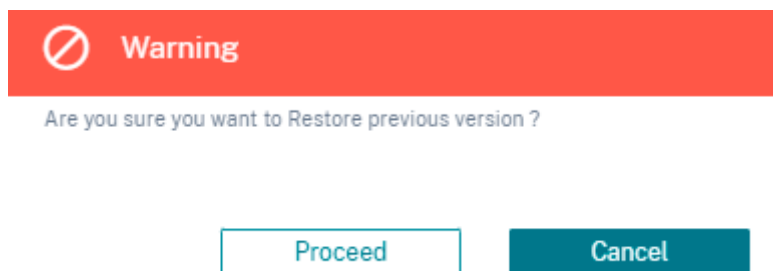 Warning
Are you sure you want to Restore previous version ?
Proceed Cancel